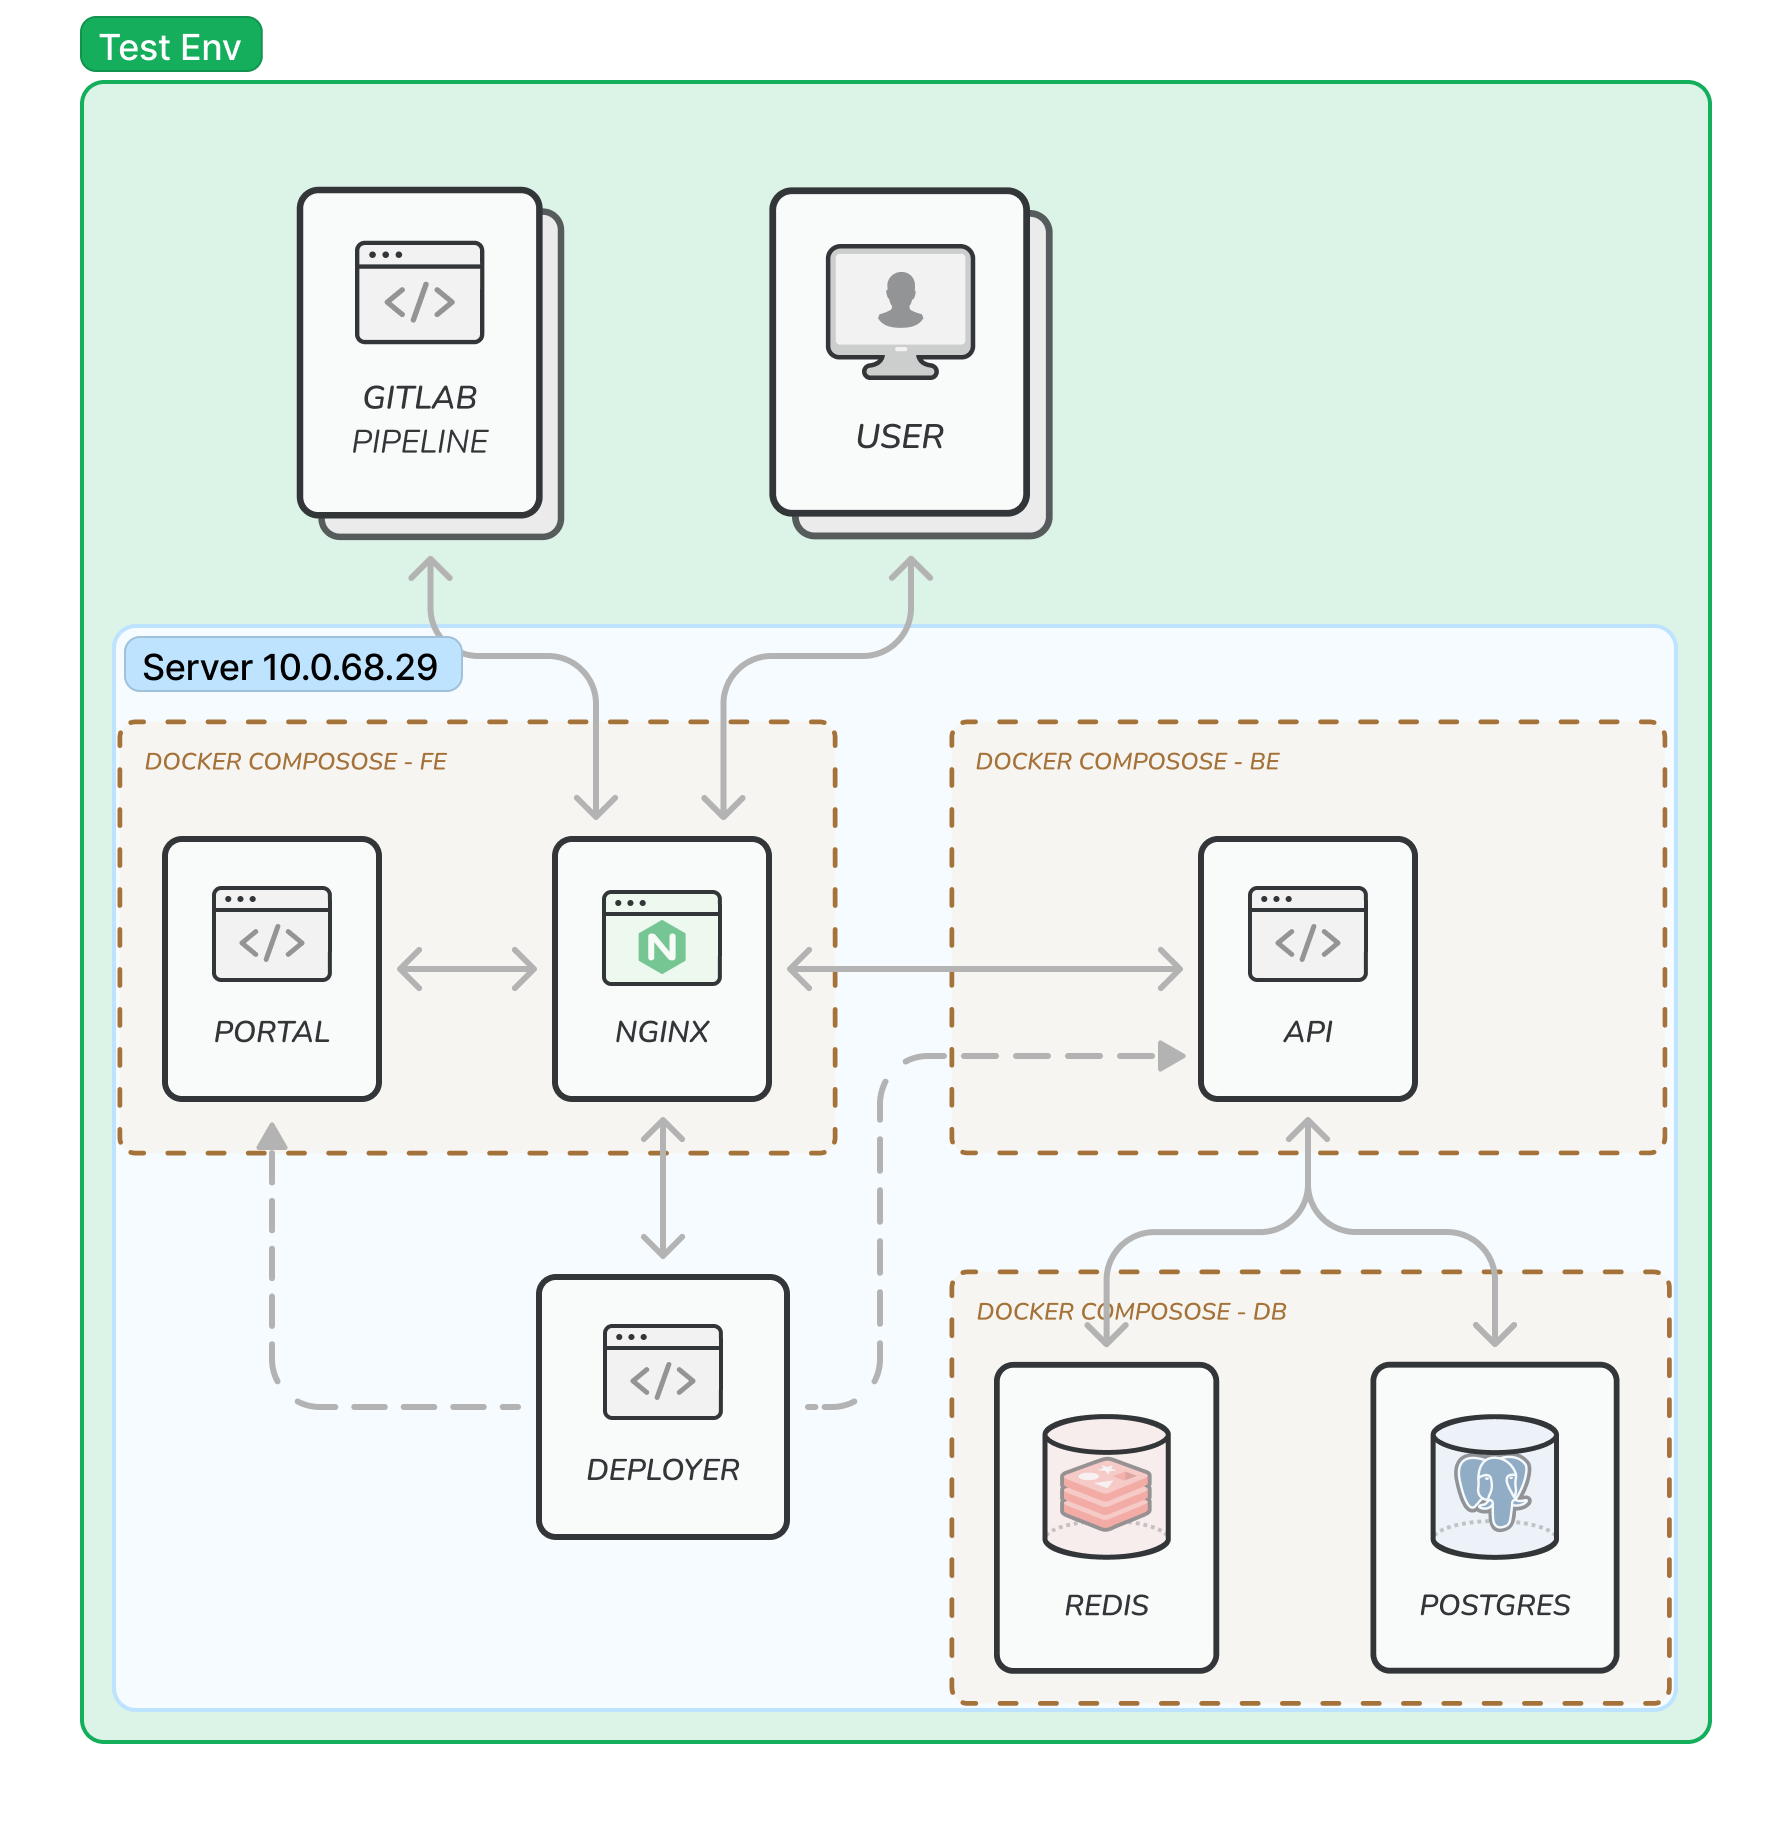 Test Env
GITLAB
PIPELINE
USER
Server 10.0.68.29
DOCKER COMPOSOSE - FE
DOCKER COMPOSOSE - BE
PORTAL
NGINX
API
DOCKER COMPOSOSE - DB
DEPLOYER
REDIS
POSTGRES